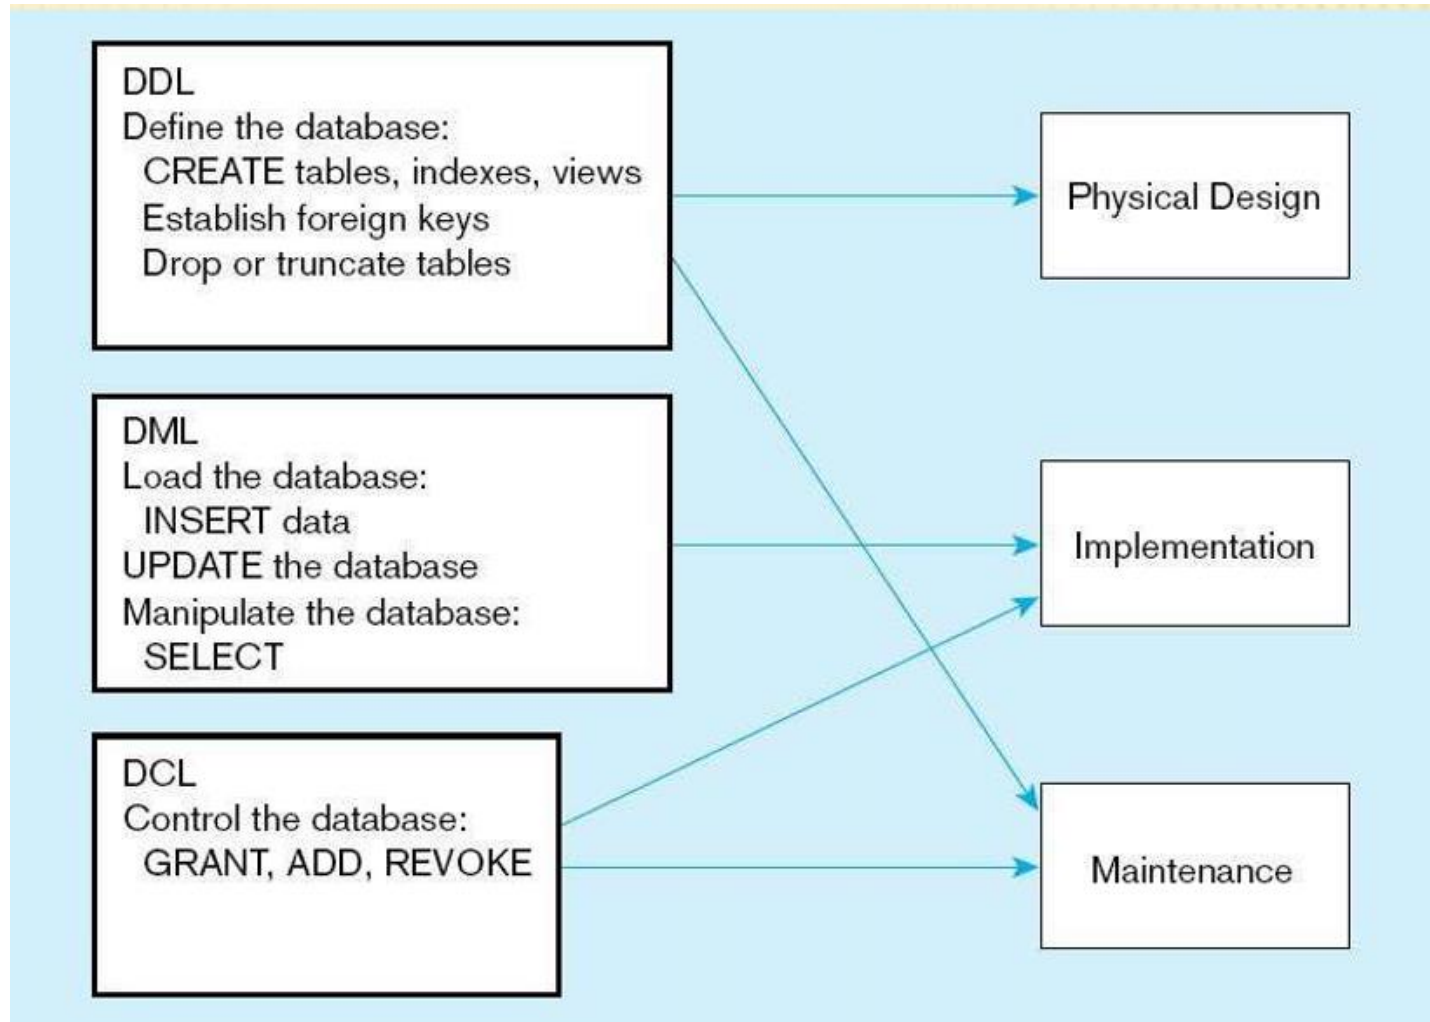 DDL
Define the database:
CREATE tables, indexes, views
Establish foreign keys
Drop or truncate tables
Physical Design
DML
Load the database:
INSERT data
UPDATE the database
Manipulate the database:
SELECT
Implementation
DCL
Control the database:
GRANT, ADD, REVOKE
Maintenance